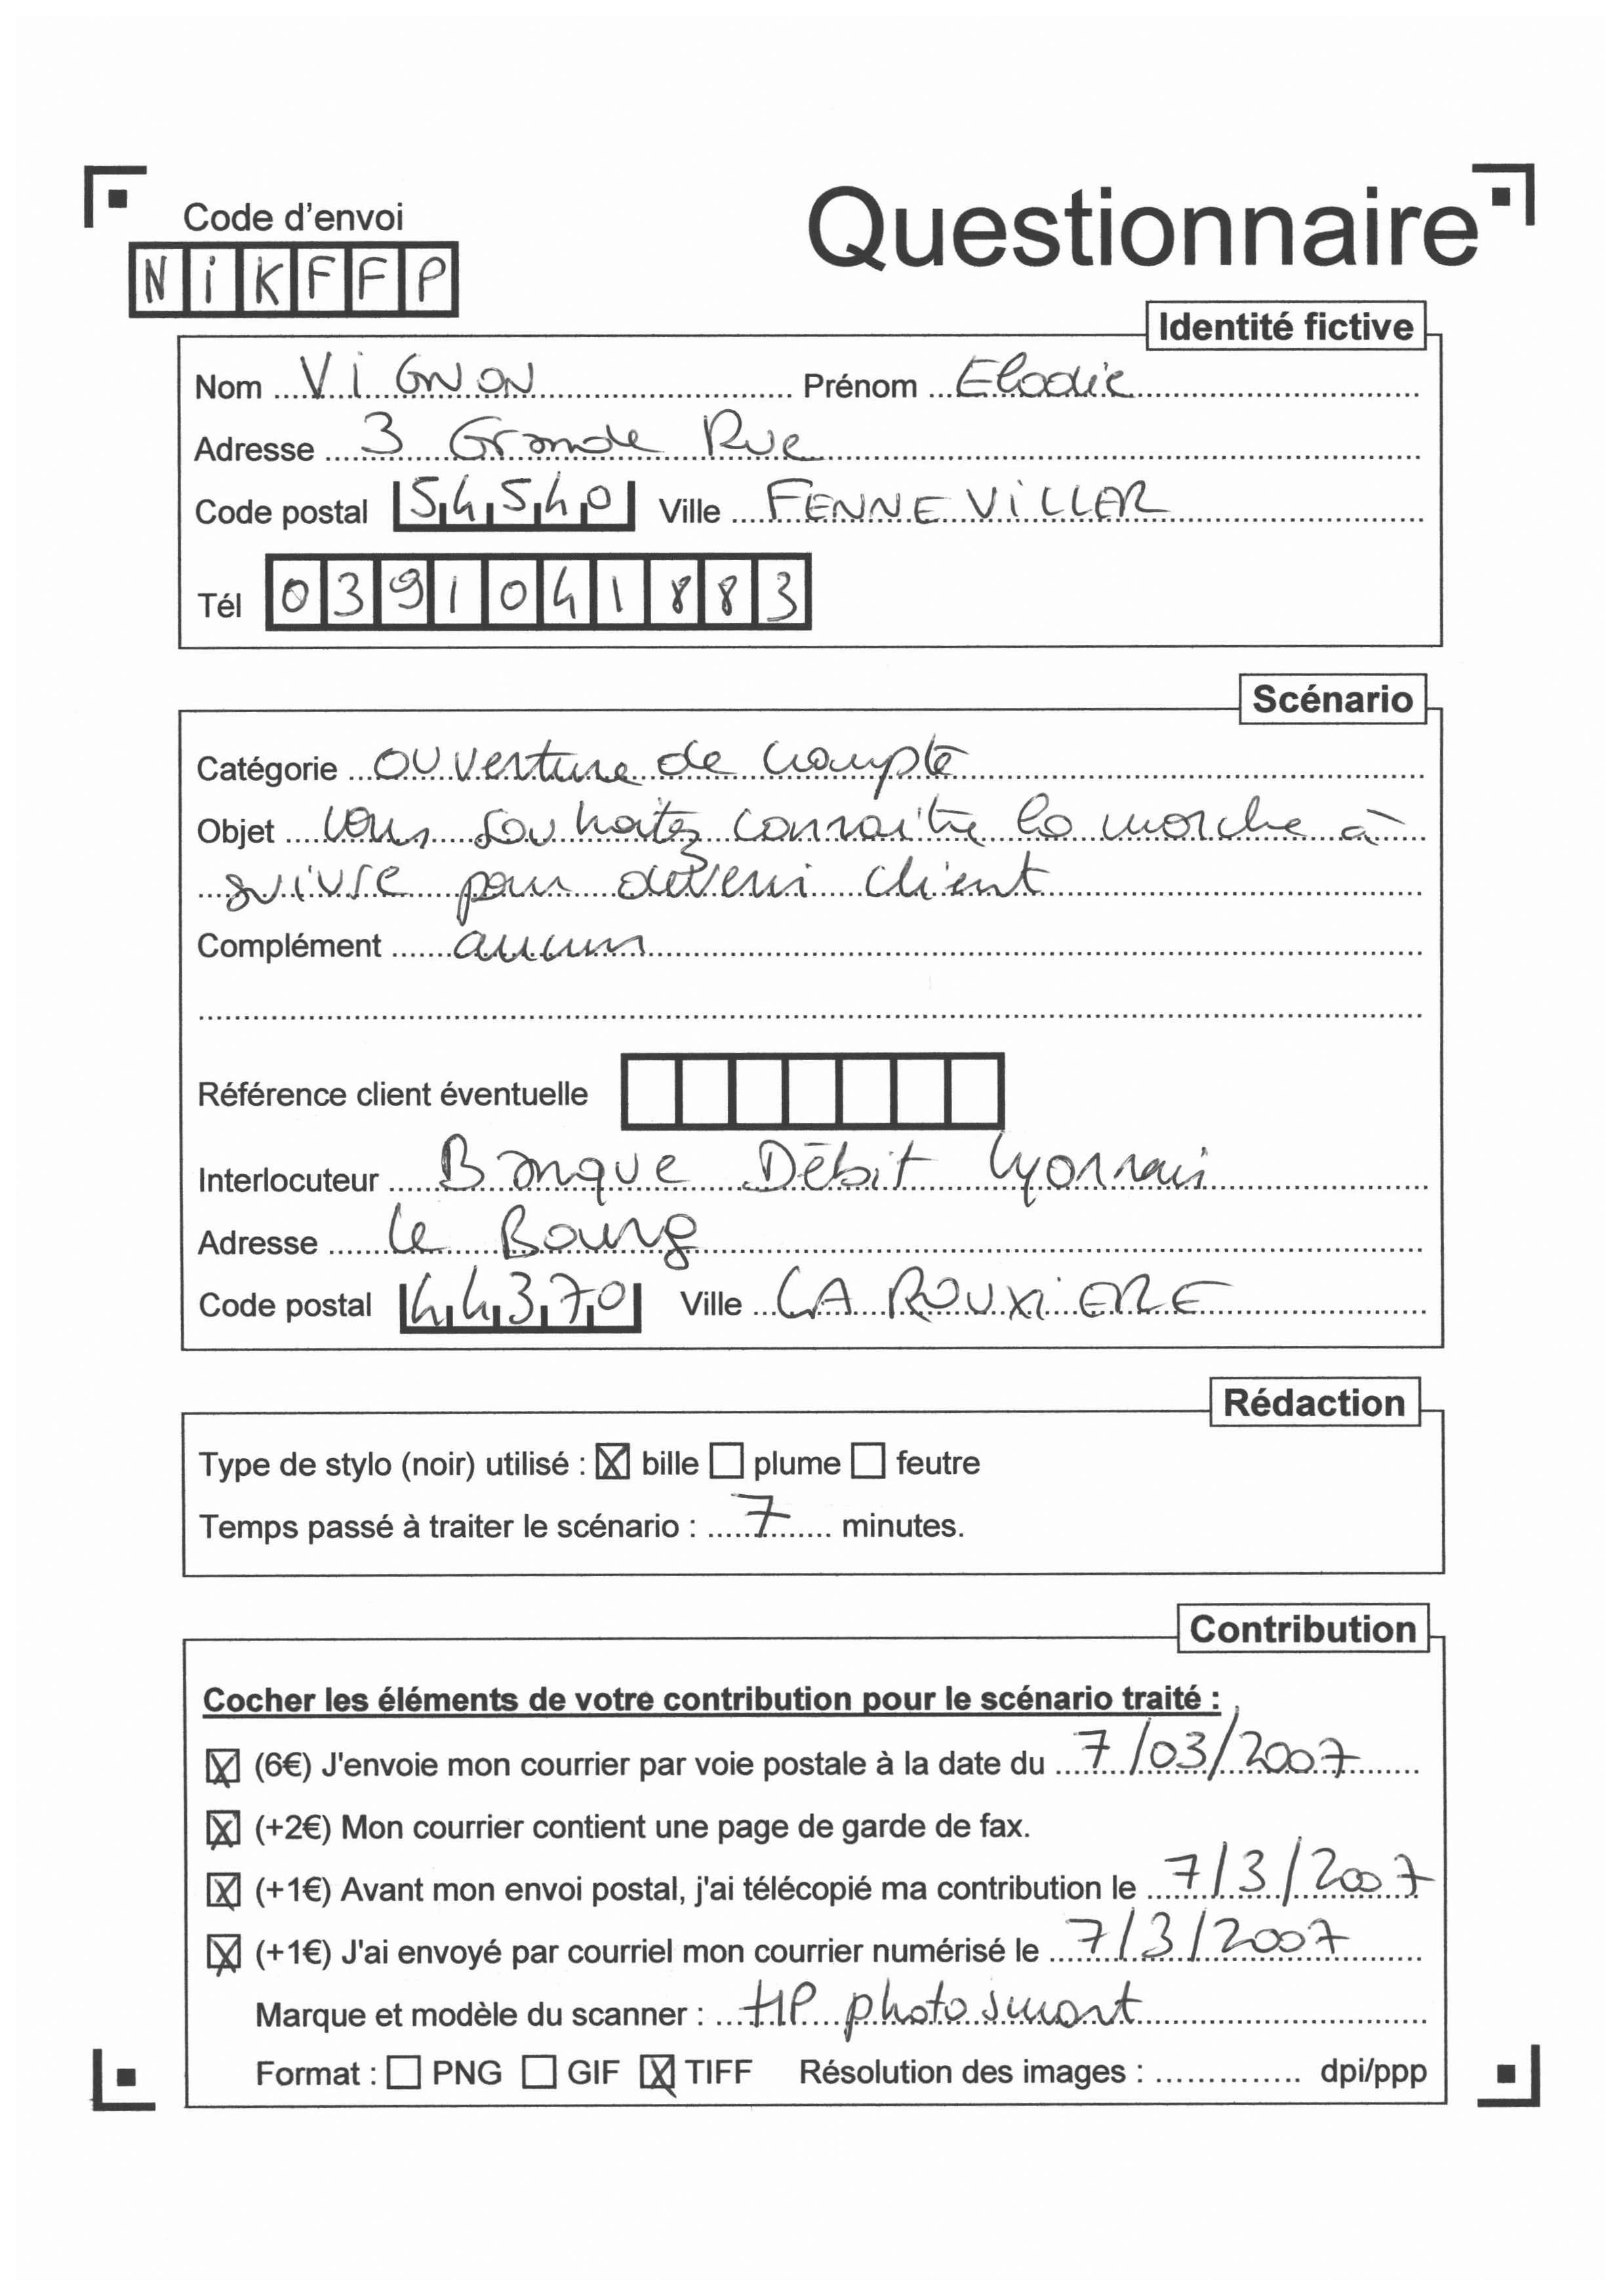 Code d'envoi
Questionnaire
NiKFFP
Identité fictive
Nom ViGNON Prénom Elodie
Adresse 3 Grande Rue
Code postal 54540 Ville FENNEViLLER
Tél 0391041883
Scénario
Catégorie ouverture de compte
Objet vous souhaitez connaitre la marche à
suivre pour devenir client
Complément aucun
Référence client éventuelle
Interlocuteur Banque Débit Lyonnais
Adresse Le Bourg
Code postal 44370 Ville LA ROUXiERE
Rédaction
Type de stylo (noir) utilisé : ☒ bille ☐ plume ☐ feutre
Temps passé à traiter le scénario : 7 minutes.
Contribution
Cocher les éléments de votre contribution pour le scénario traité :
☒ (6€) J'envoie mon courrier par voie postale à la date du 7/03/2007
☒ (+2€) Mon courrier contient une page de garde de fax.
☒ (+1€) Avant mon envoi postal, j'ai télécopié ma contribution le 7/3/2007
☒ (+1€) J'ai envoyé par courriel mon courrier numérisé le 7/3/2007
Marque et modèle du scanner : HP photosmart
Format : ☐ PNG ☐ GIF ☒ TIFF Résolution des images : .............. dpi/ppp